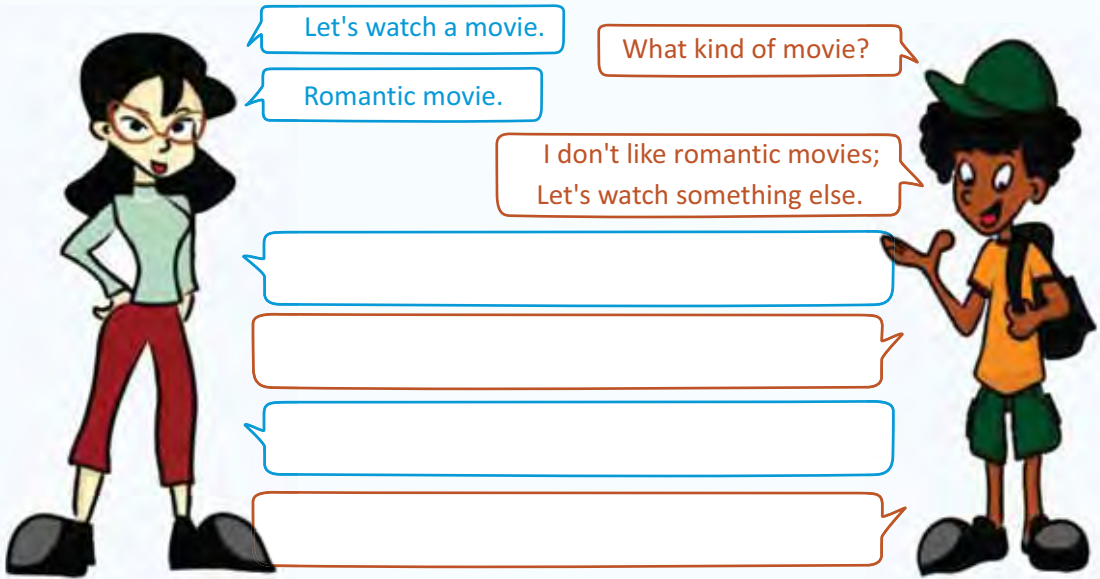 Let's watch a movie.
What kind of movie?
Romantic movie.
I don't like romantic movies;
Let's watch something else.